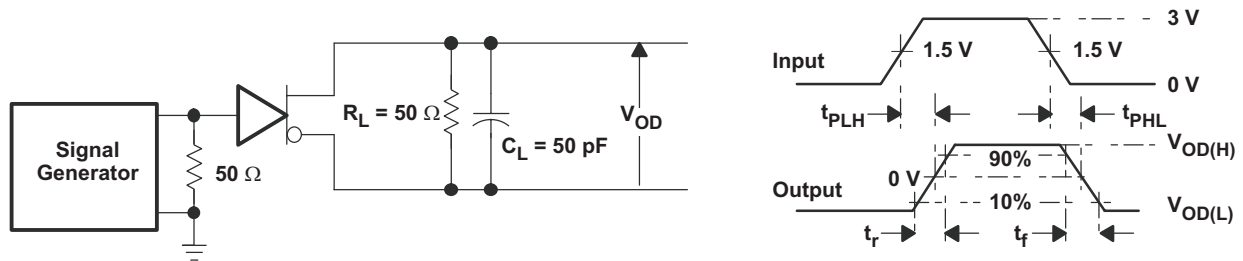 Signal
Generator
50 Ω
R_L = 50 Ω
C_L = 50 pF
V_OD
Input
1.5 V
1.5 V
3 V
0 V
t_PLH
t_PHL
Output
0 V
90%
10%
V_OD(H)
V_OD(L)
t_r
t_f